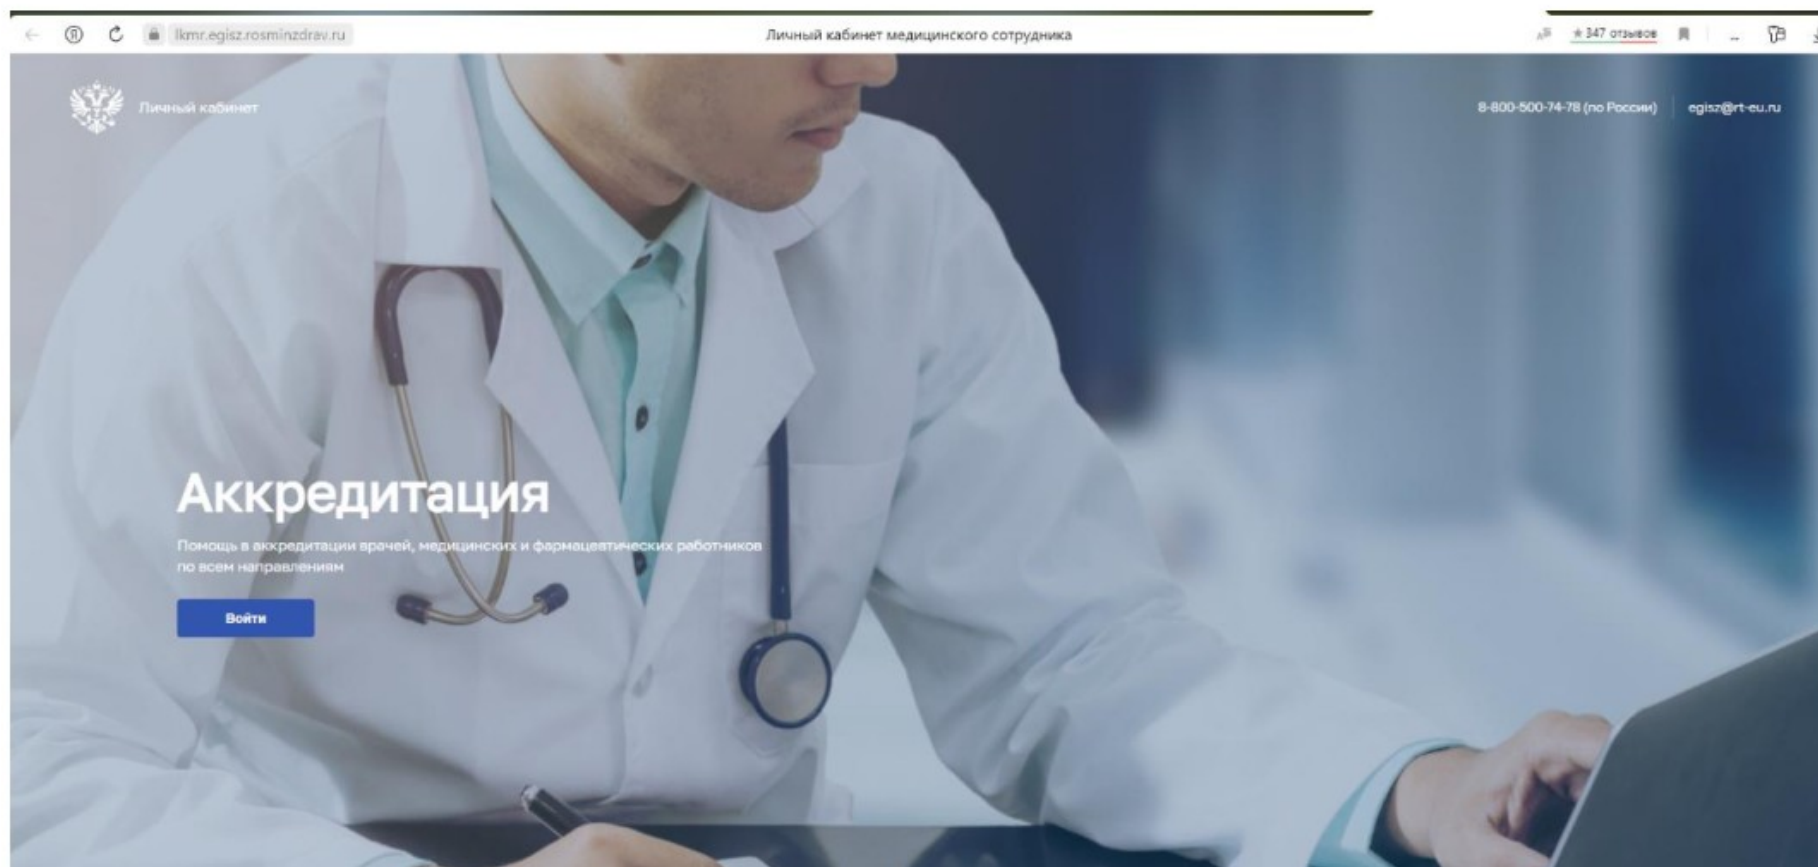 lkmr.egisz.rosminzdrav.ru
Личный кабинет медицинского сотрудника
347 отзывов
Личный кабинет
8-800-500-74-78 (по России)
egisz@rt-eu.ru
Аккредитация
Помощь в аккредитации врачей, медицинских и фармацевтических работников
по всем направлениям
Войти